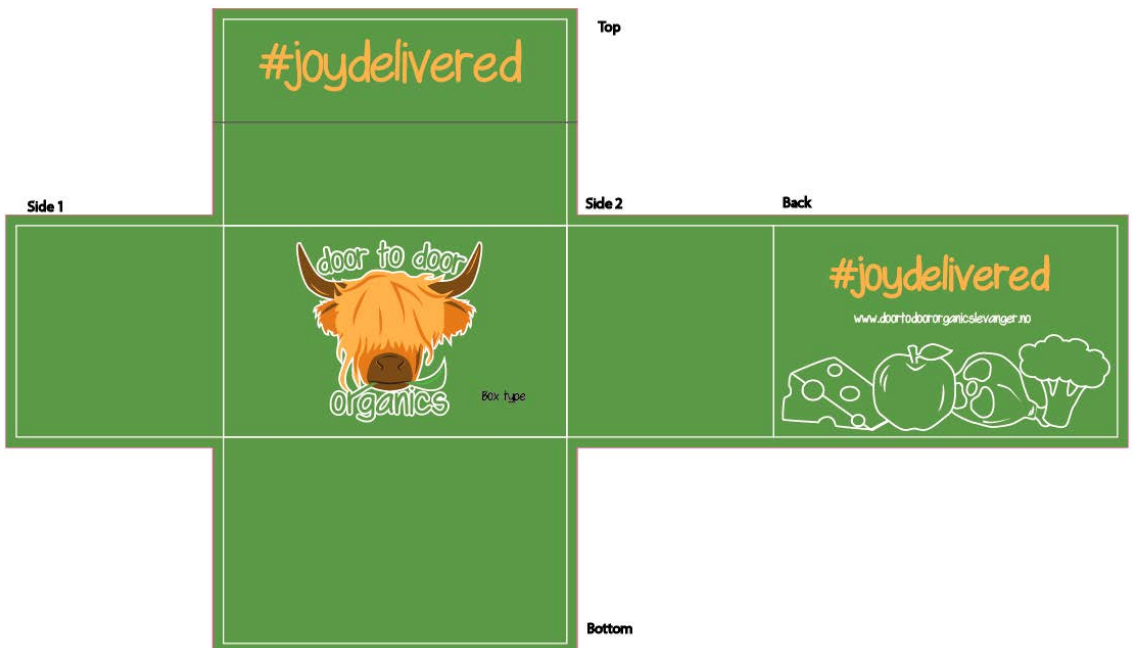 Top
#joydelivered
Side 1
Side 2
Back
door to door
organics
Box type
#joydelivered
www.doortodoororganicslevanger.no
Bottom